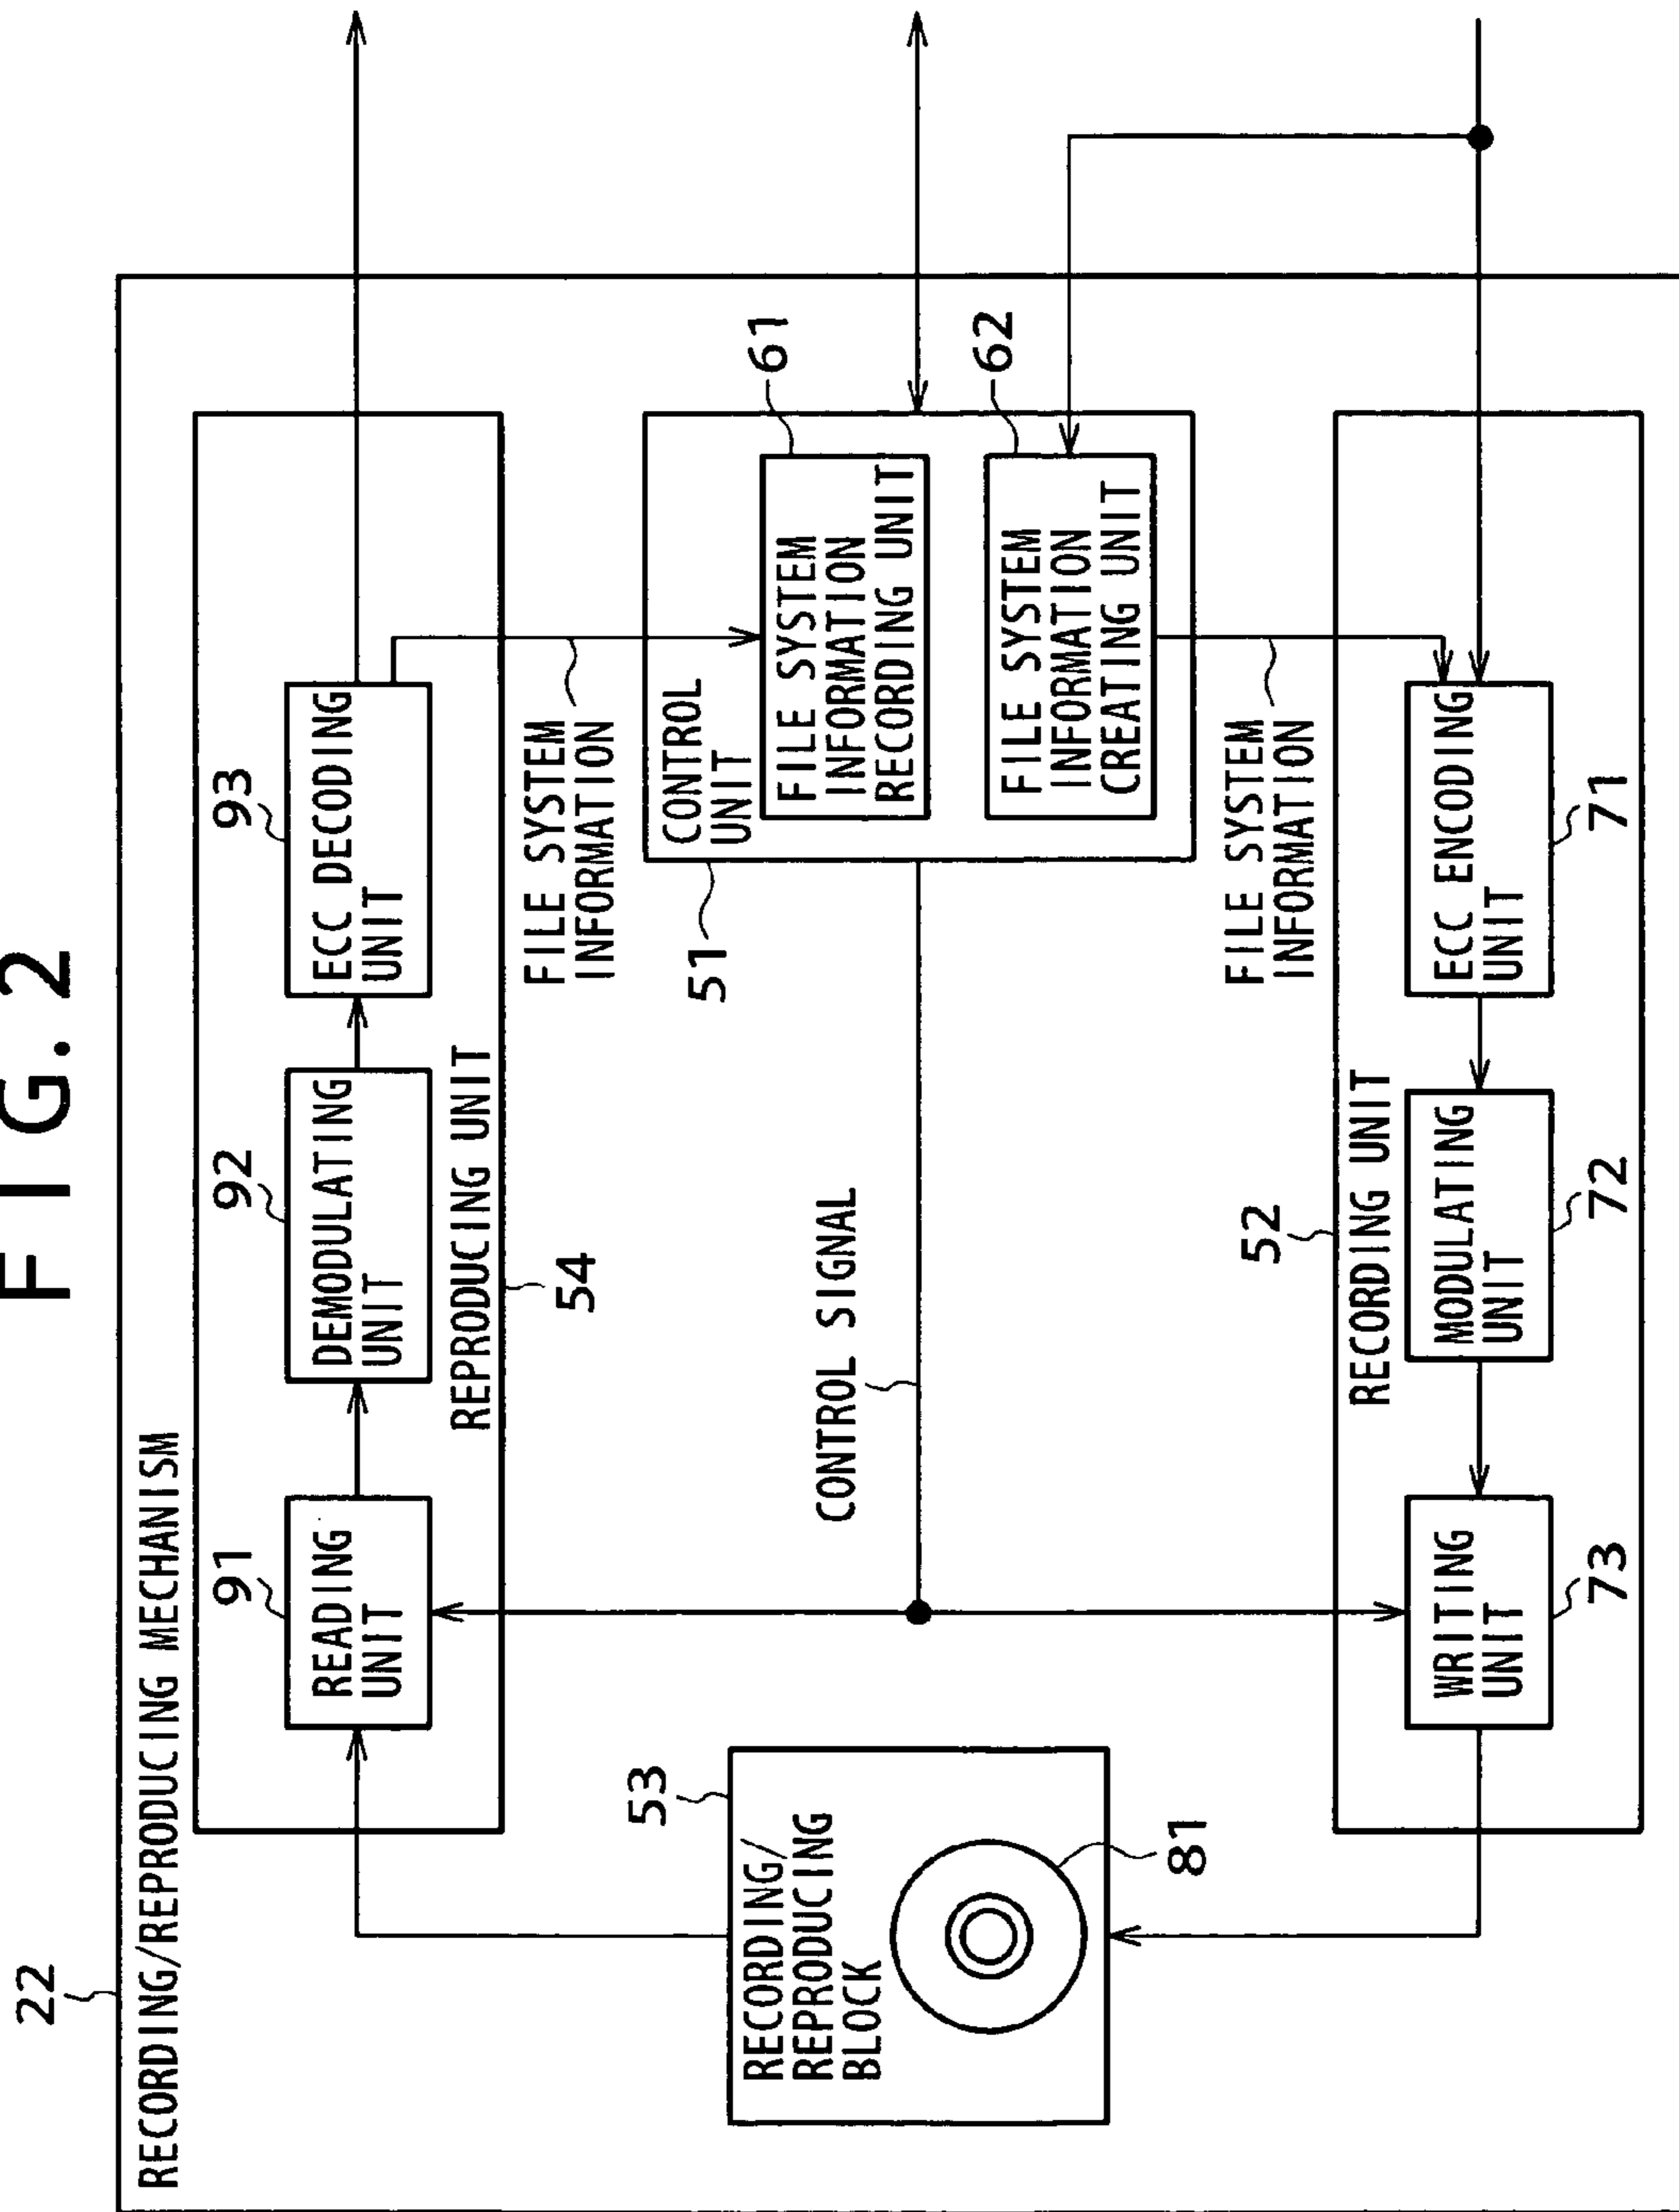 FIG. 2
22
RECORDING/REPRODUCING MECHANISM
91
READING
UNIT
92
DEMODULATING
UNIT
93
ECC DECODING
UNIT
REPRODUCING UNIT
54
FILE SYSTEM
INFORMATION
53
RECORDING/
REPRODUCING
BLOCK
81
CONTROL SIGNAL
51
CONTROL
UNIT
61
FILE SYSTEM
INFORMATION
RECORDING UNIT
62
FILE SYSTEM
INFORMATION
CREATING UNIT
FILE SYSTEM
INFORMATION
52
RECORDING UNIT
WRITING
UNIT
73
MODULATING
UNIT
72
ECC ENCODING
UNIT
71